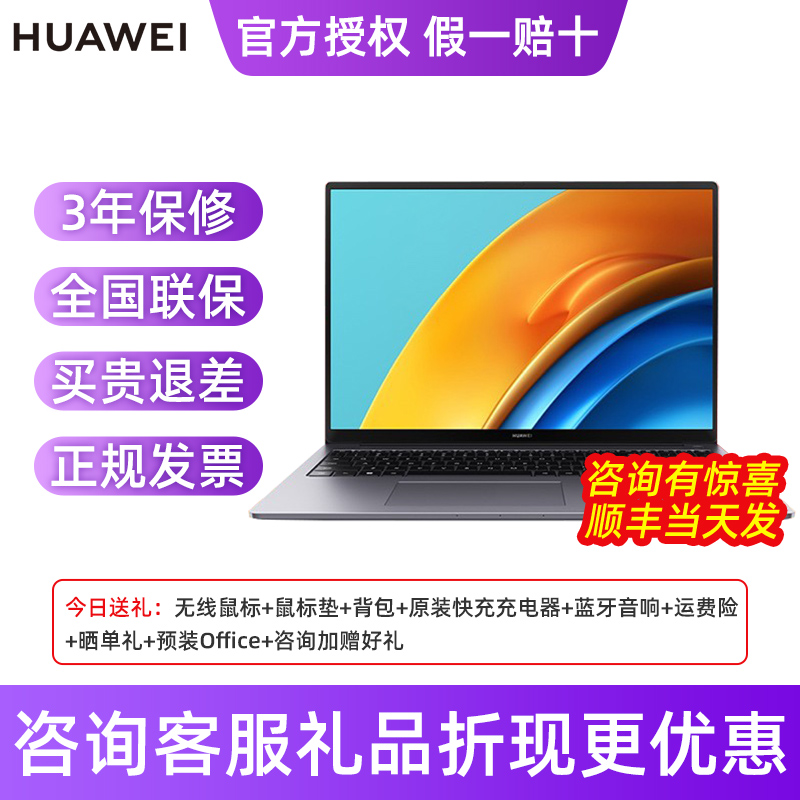 HUAWEI
官方授权 假一赔十
3年保修
全国联保
买贵退差
正规发票
HUAWEI
咨询有惊喜
顺丰当天发
今日送礼：无线鼠标+鼠标垫+背包+原装快充充电器+蓝牙音响+运费险
+晒单礼+预装Office+咨询加赠好礼
咨询客服礼品折现更优惠